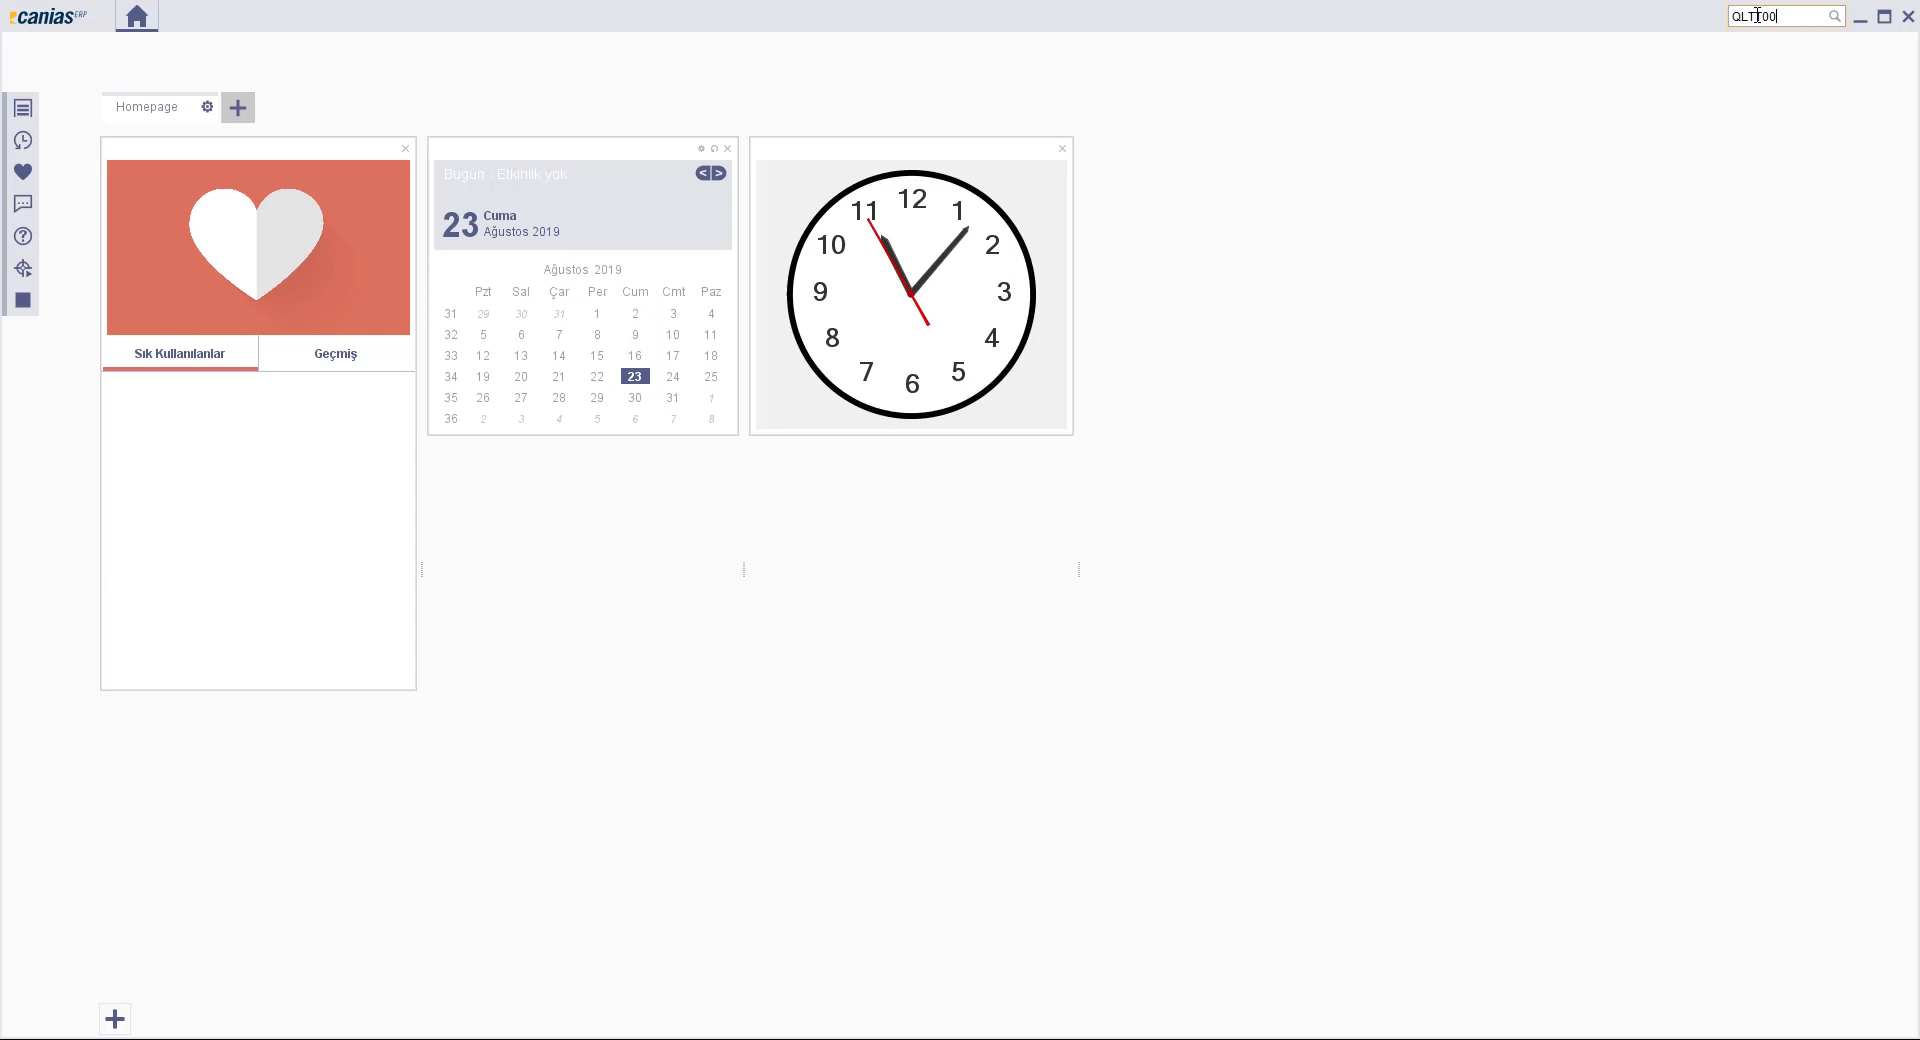 canias ERP
QLTT00
Homepage
Bugün : Etkinlik yok
< >
23 Cuma
Ağustos 2019
Ağustos 2019
Pzt Sal Çar Per Cum Cmt Paz
31 29 30 31 1 2 3 4
32 5 6 7 8 9 10 11
33 12 13 14 15 16 17 18
34 19 20 21 22 23 24 25
35 26 27 28 29 30 31 1
36 2 3 4 5 6 7 8
12
11 1
10 2
9 3
8 4
7 5
6
Sık Kullanılanlar Geçmiş